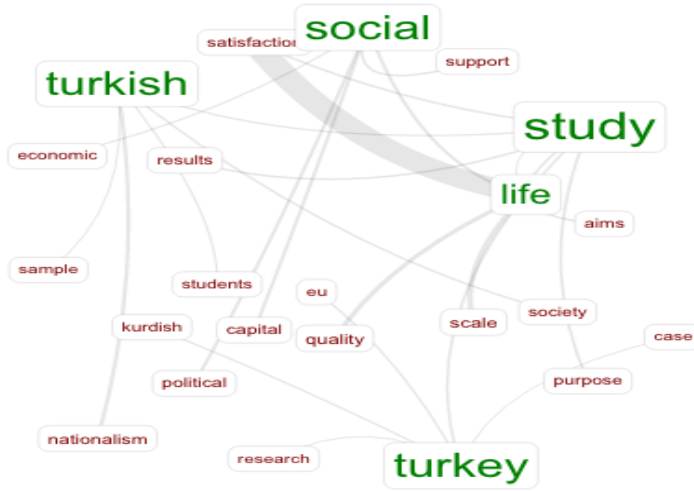 social
satisfaction
support
turkish
study
economic
results
life
aims
sample
students
eu
society
kurdish
capital
quality
scale
case
political
purpose
nationalism
research
turkey